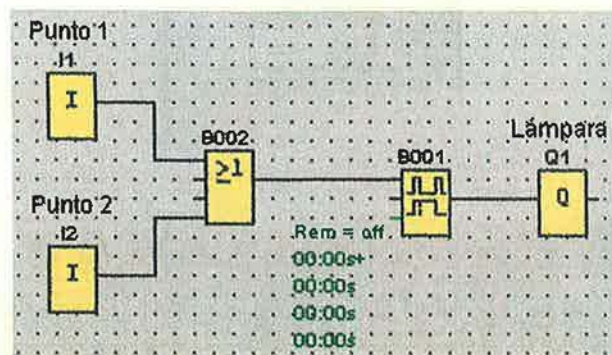 Punto 1
I1
I
B002
≥1
Punto 2
I2
I
B001
Rem = off
00:00s+
00:00s
00:00s
00:00s
Lámpara
Q1
Q